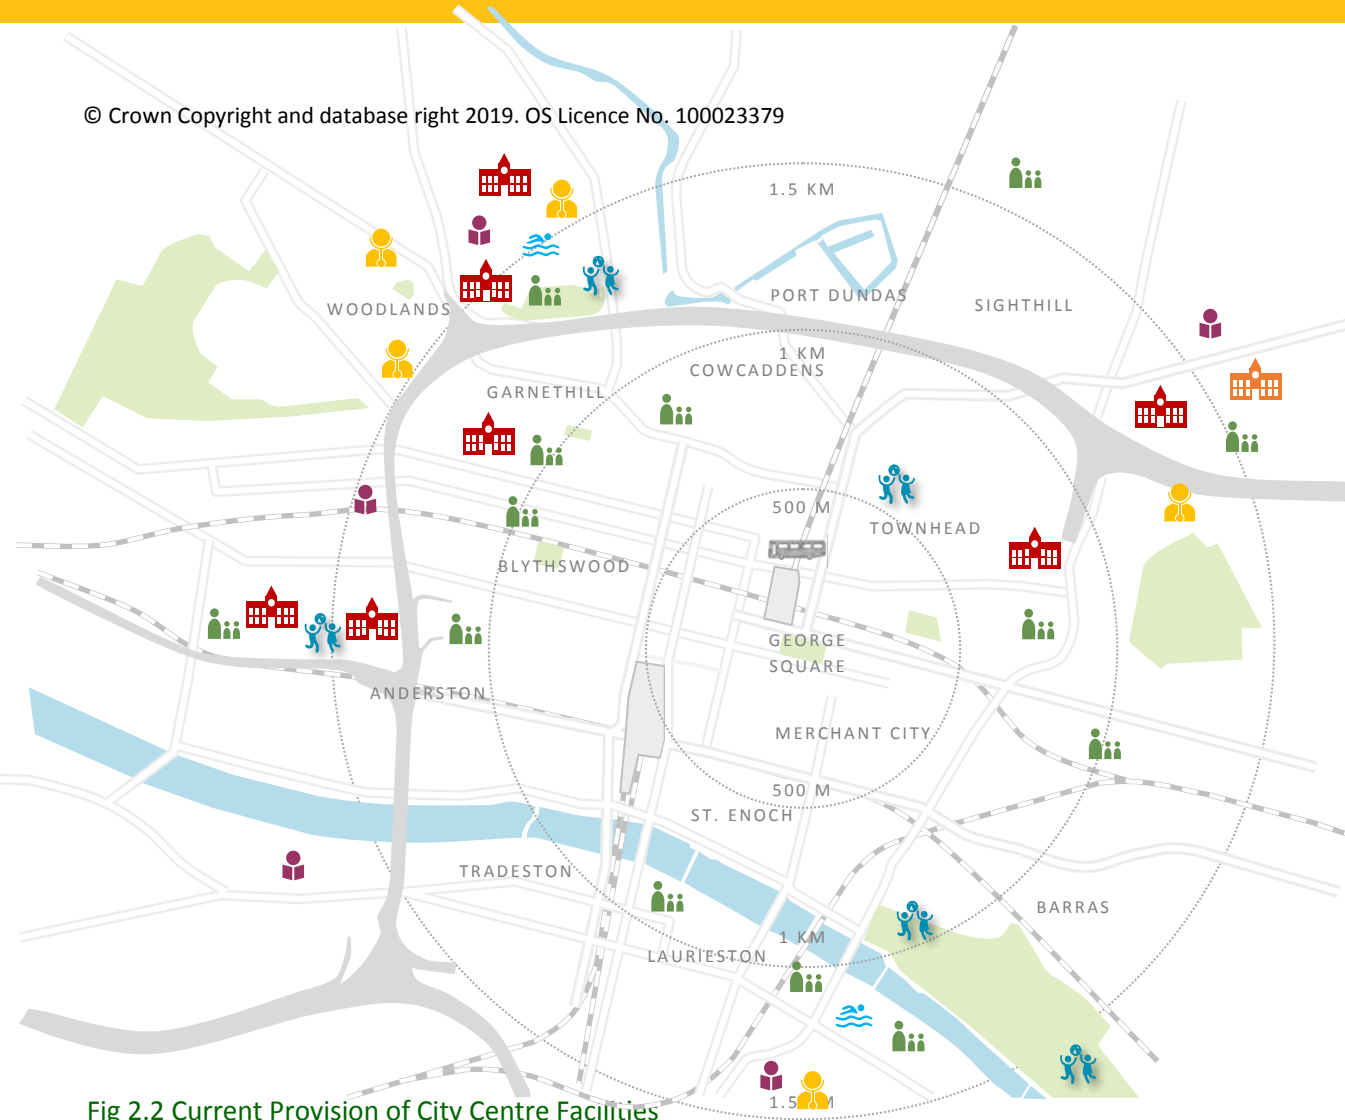 © Crown Copyright and database right 2019. OS Licence No. 100023379
1.5 KM
PORT DUNDAS
SIGHTHILL
WOODLANDS
1 KM
COWCADDENS
GARNETHILL
500 M
TOWNHEAD
BLYTHSWOOD
GEORGE
SQUARE
ANDERSTON
MERCHANT CITY
500 M
ST. ENOCH
TRADESTON
BARRAS
1 KM
LAURIESTON
1.5 M
Fig 2.2 Current Provision of City Centre Facilities